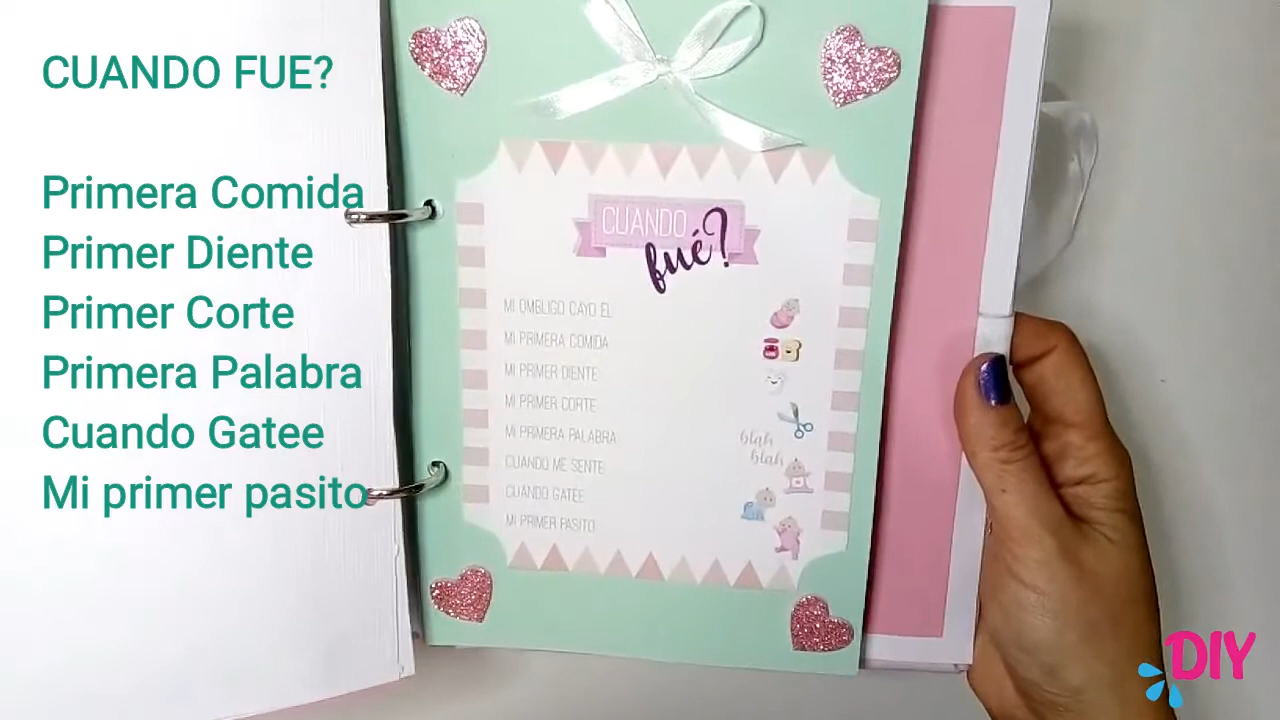 CUANDO FUE?
Primera Comida
Primer Diente
Primer Corte
Primera Palabra
Cuando Gatee
Mi primer pasito
CUANDO
fué?
MI OMBLIGO CAYO EL
MI PRIMERA COMIDA
MI PRIMER DIENTE
MI PRIMER CORTE
MI PRIMERA PALABRA
blah
blah
CUANDO ME SENTE
CUANDO GATEE
MI PRIMER PASITO
DIY